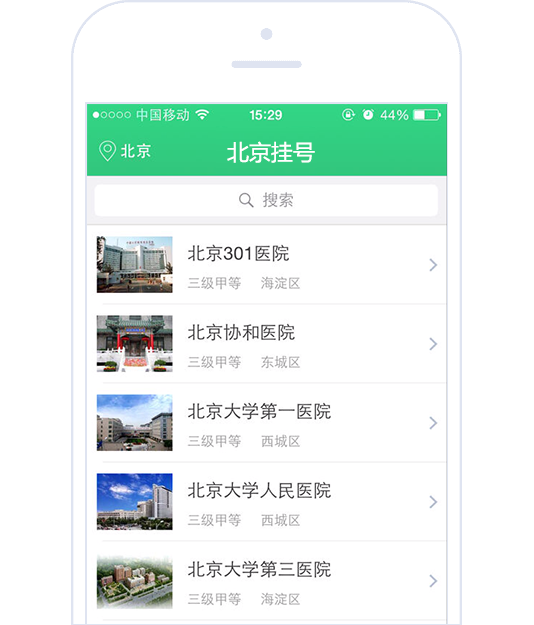 中国移动 15:29 44%
北京 北京挂号
搜索
北京301医院
三级甲等 海淀区
北京协和医院
三级甲等 东城区
北京大学第一医院
三级甲等 西城区
北京大学人民医院
三级甲等 西城区
北京大学第三医院
三级甲等 海淀区